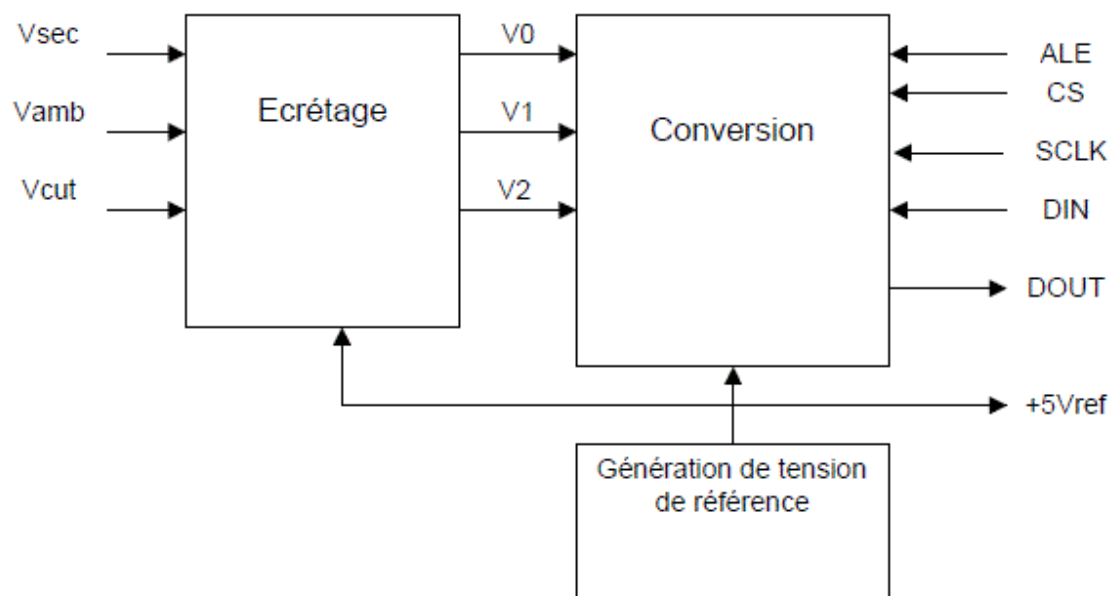 Vsec
Vamb
Vcut
Ecrétage
V0
V1
V2
Conversion
ALE
CS
SCLK
DIN
DOUT
+5Vref
Génération de tension
de référence